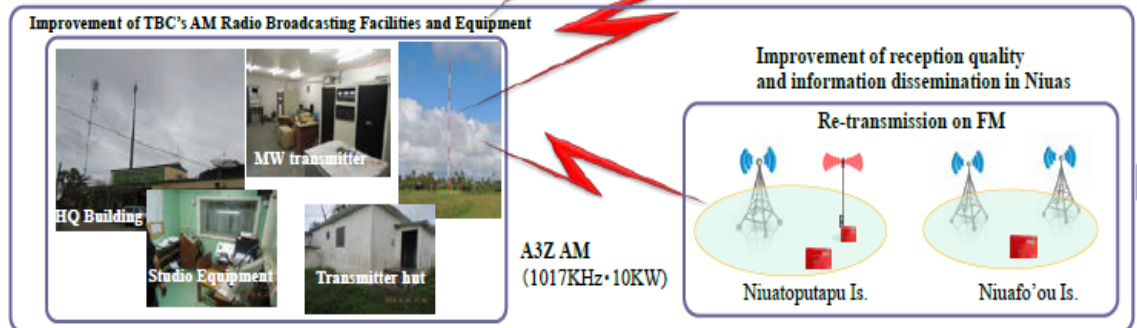 Improvement of TBC's AM Radio Broadcasting Facilities and Equipment
MW transmitter
HQ Building
Studio Equipment
Transmitter hut
A3Z AM
(1017KHz・10KW)
Improvement of reception quality
and information dissemination in Niuas
Re-transmission on FM
Niuatoputapu Is.
Niuafo'ou Is.